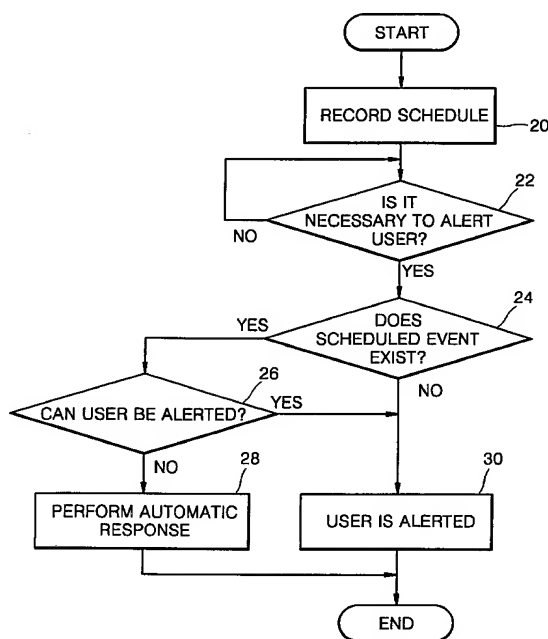 START
RECORD SCHEDULE
20
22
IS IT
NECESSARY TO ALERT
USER?
NO
YES
24
YES
DOES
SCHEDULED EVENT
EXIST?
26
NO
CAN USER BE ALERTED?
YES
NO
28
30
PERFORM AUTOMATIC
RESPONSE
USER IS ALERTED
END